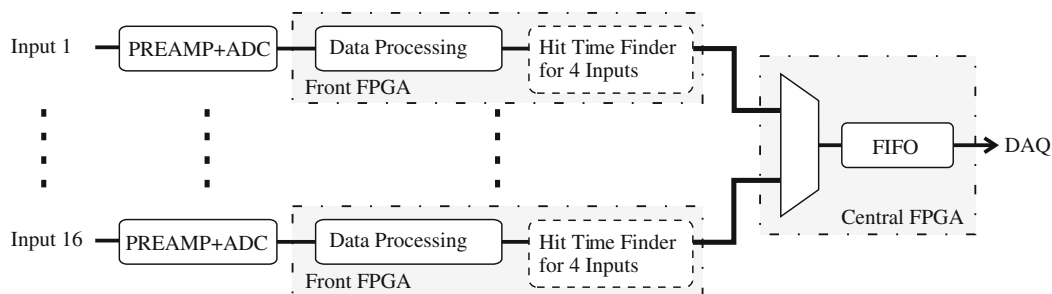 Input 1
PREAMP+ADC
Data Processing
Hit Time Finder
for 4 Inputs
Front FPGA
FIFO
DAQ
Central FPGA
Input 16
PREAMP+ADC
Data Processing
Hit Time Finder
for 4 Inputs
Front FPGA